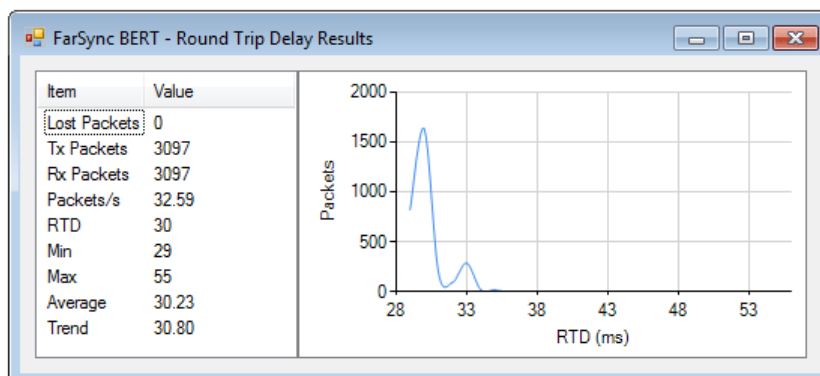 FarSync BERT - Round Trip Delay Results
Item Value
Lost Packets 0
Tx Packets 3097
Rx Packets 3097
Packets/s 32.59
RTD 30
Min 29
Max 55
Average 30.23
Trend 30.80
2000
1500
1000
500
0
Packets
28 33 38 43 48 53
RTD (ms)